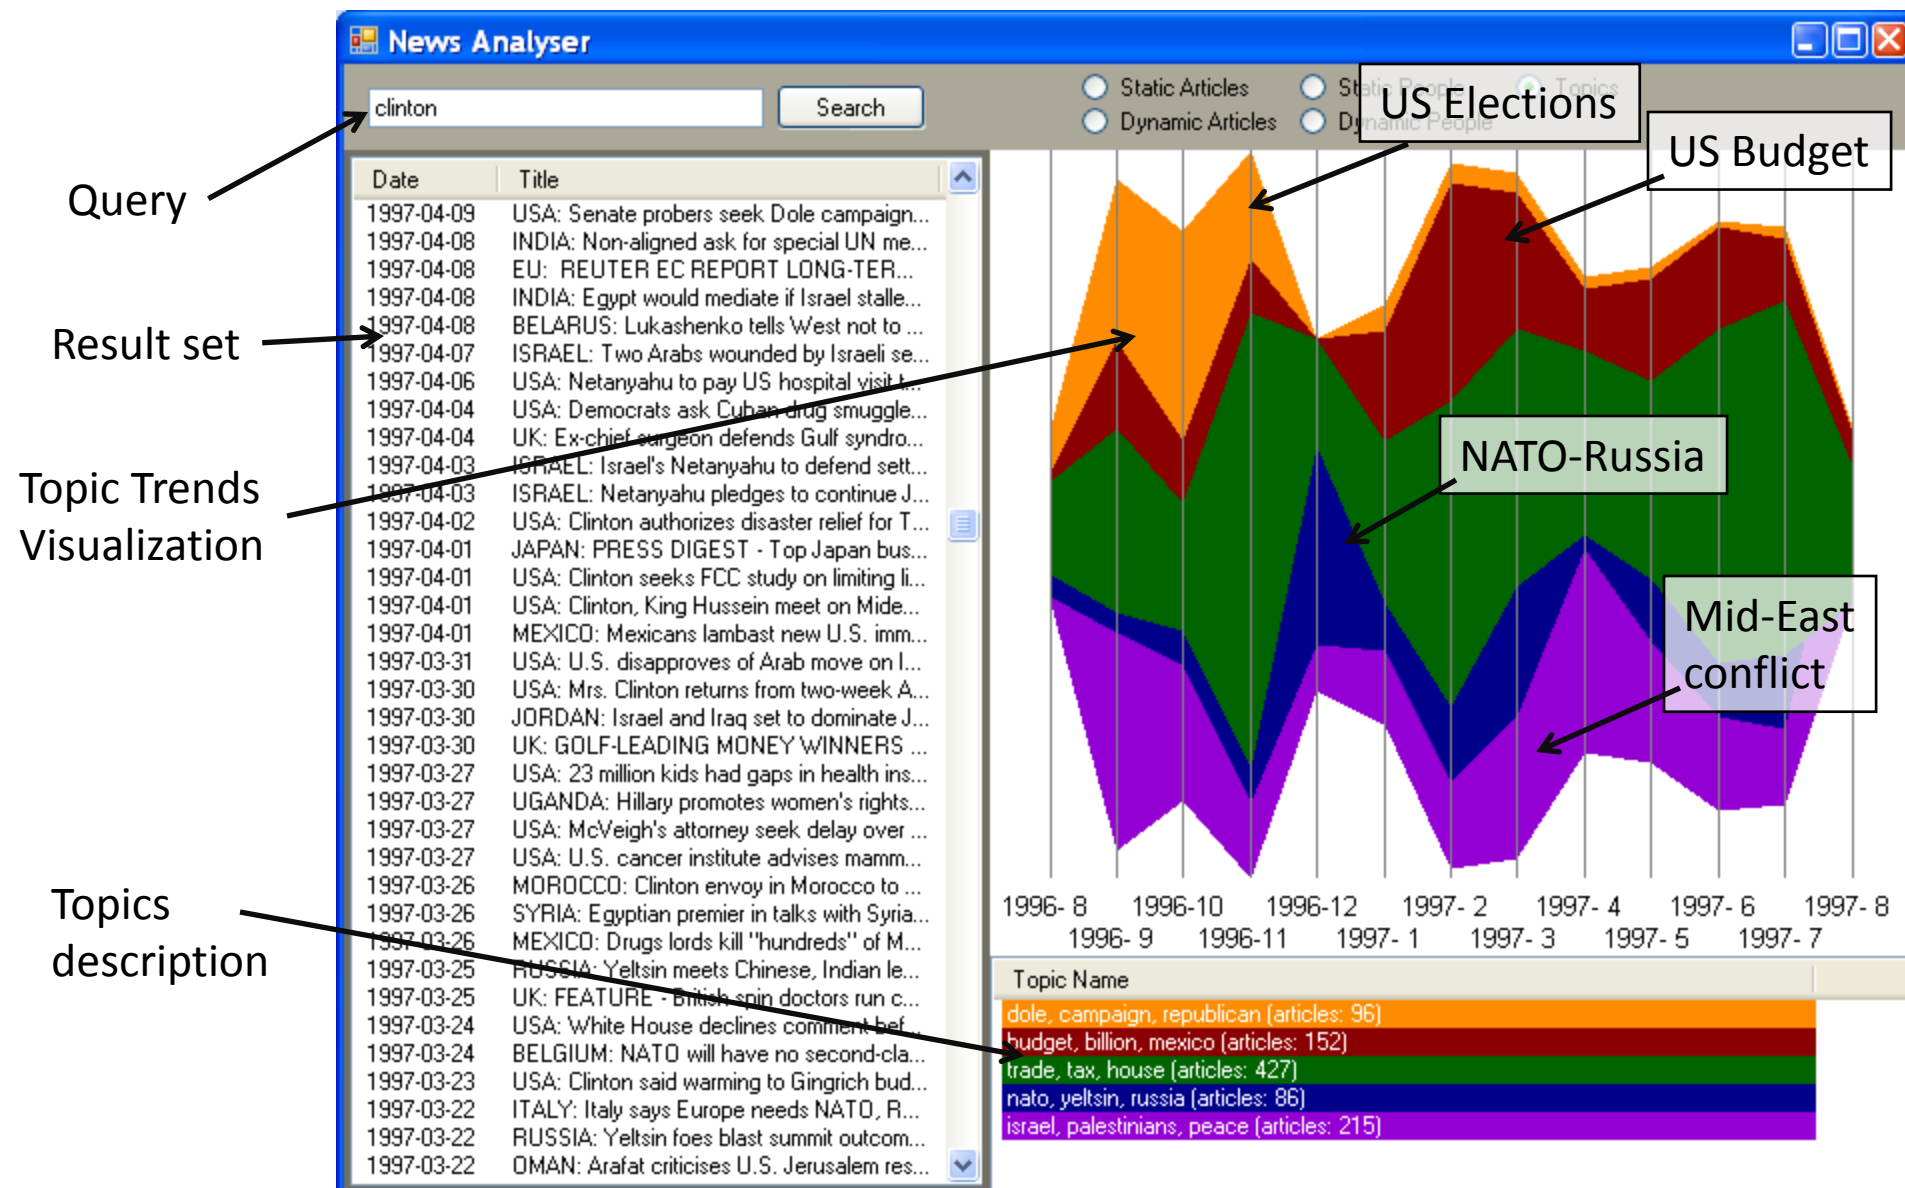 News Analyser
clinton
Search
Static Articles
Static People
Topics
Dynamic Articles
Dynamic People
US Elections
US Budget
Query
Result set
Topic Trends
Visualization
Topics
description
Date Title
1997-04-09 USA: Senate probers seek Dole campaign...
1997-04-08 INDIA: Non-aligned ask for special UN me...
1997-04-08 EU: REUTER EC REPORT LONG-TER...
1997-04-08 INDIA: Egypt would mediate if Israel stalle...
1997-04-08 BELARUS: Lukashenko tells West not to ...
1997-04-07 ISRAEL: Two Arabs wounded by Israeli se...
1997-04-06 USA: Netanyahu to pay US hospital visit t...
1997-04-04 USA: Democrats ask Cuban drug smuggle...
1997-04-04 UK: Ex-chief surgeon defends Gulf syndro...
1997-04-03 ISRAEL: Israel's Netanyahu to defend sett...
1997-04-03 ISRAEL: Netanyahu pledges to continue J...
1997-04-02 USA: Clinton authorizes disaster relief for T...
1997-04-01 JAPAN: PRESS DIGEST - Top Japan bus...
1997-04-01 USA: Clinton seeks FCC study on limiting li...
1997-04-01 USA: Clinton, King Hussein meet on Mide...
1997-04-01 MEXICO: Mexicans lambast new U.S. imm...
1997-03-31 USA: U.S. disapproves of Arab move on I...
1997-03-30 USA: Mrs. Clinton returns from two-week A...
1997-03-30 JORDAN: Israel and Iraq set to dominate J...
1997-03-30 UK: GOLF-LEADING MONEY WINNERS ...
1997-03-27 USA: 23 million kids had gaps in health ins...
1997-03-27 UGANDA: Hillary promotes women's rights...
1997-03-27 USA: McVeigh's attorney seek delay over ...
1997-03-27 USA: U.S. cancer institute advises mamm...
1997-03-26 MOROCCO: Clinton envoy in Morocco to ...
1997-03-26 SYRIA: Egyptian premier in talks with Syria...
1997-03-26 MEXICO: Drugs lords kill "hundreds" of M...
1997-03-25 RUSSIA: Yeltsin meets Chinese, Indian le...
1997-03-25 UK: FEATURE - British spin doctors run c...
1997-03-24 USA: White House declines comment bef...
1997-03-24 BELGIUM: NATO will have no second-cla...
1997-03-23 USA: Clinton said warming to Gingrich bud...
1997-03-22 ITALY: Italy says Europe needs NATO, R...
1997-03-22 RUSSIA: Yeltsin foes blast summit outcom...
1997-03-22 OMAN: Arafat criticises U.S. Jerusalem res...
NATO-Russia
Mid-East
conflict
1996- 8 1996-10 1996-12 1997- 2 1997- 4 1997- 6 1997- 8
1996- 9 1996-11 1997- 1 1997- 3 1997- 5 1997- 7
Topic Name
dole, campaign, republican (articles: 96)
budget, billion, mexico (articles: 152)
trade, tax, house (articles: 427)
nato, yeltsin, russia (articles: 86)
israel, palestinians, peace (articles: 215)